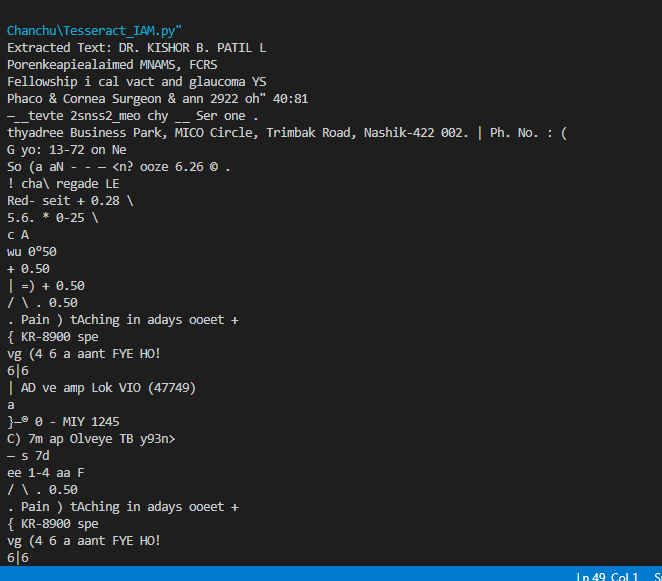 Chanchu\Tesseract_IAM.py"
Extracted Text: DR. KISHOR B. PATIL L
Porenkeapiealaimed MNAMS, FCRS
Fellowship i cal vact and glaucoma YS
Phaco & Cornea Surgeon & ann 2922 oh" 40:81
—__tevte 2snss2_meo chy __ Ser one .
thyadree Business Park, MICO Circle, Trimbak Road, Nashik-422 002. | Ph. No. : (
G yo: 13-72 on Ne
So (a aN - - — <n? ooze 6.26 © .
! cha\ regade LE
Red- seit + 0.28 \
5.6. * 0-25 \
c A
wu 0°50
+ 0.50
| =) + 0.50
/ \ . 0.50
. Pain ) tAching in adays ooeet +
{ KR-8900 spe
vg (4 6 a aant FYE HO!
6|6
| AD ve amp Lok VIO (47749)
a
}—® 0 - MIY 1245
C) 7m ap Olveye TB y93n>
— s 7d
ee 1-4 aa F
/ \ . 0.50
. Pain ) tAching in adays ooeet +
{ KR-8900 spe
vg (4 6 a aant FYE HO!
6|6
Ln 49, Col 1